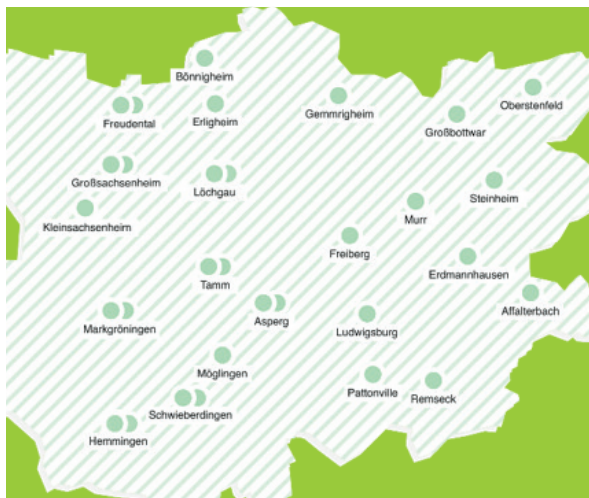 Bönnigheim
Oberstenfeld
Gemmrigheim
Großbottwar
Freudental
Erligheim
Großsachsenheim
Löchgau
Steinheim
Murr
Kleinsachsenheim
Freiberg
Erdmannhausen
Tamm
Affalterbach
Asperg
Markgröningen
Ludwigsburg
Möglingen
Pattonville
Remseck
Schwieberdingen
Hemmingen